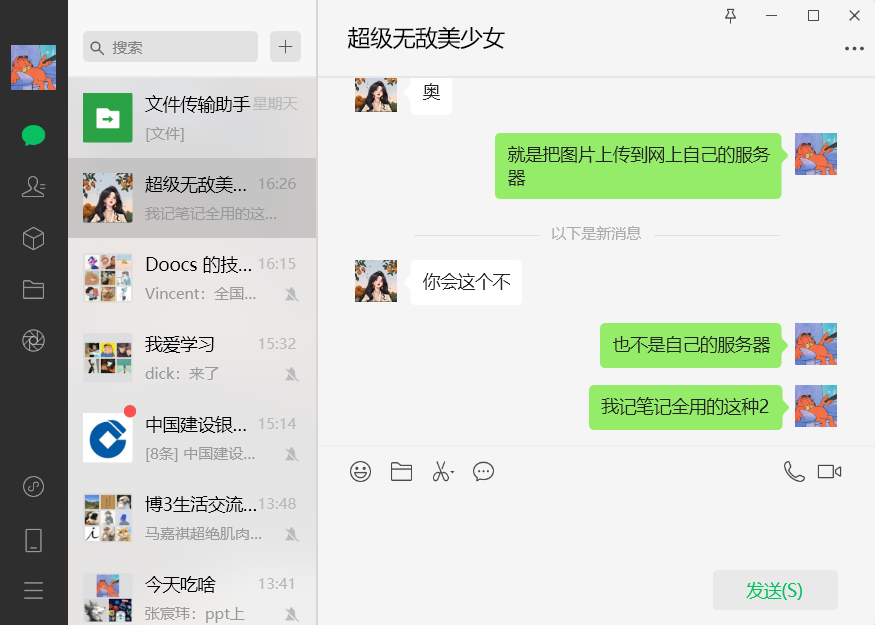 搜索
文件传输助手 星期天
[文件]
超级无敌美... 16:26
我记笔记全用的这...
Doocs 的技... 16:15
Vincent：全国...
我爱学习 15:32
dick：来了
中国建设银... 15:14
[8条] 中国建设...
博3生活交流... 13:48
马嘉祺超绝肌肉...
今天吃啥 13:41
张宸玮：ppt上
超级无敌美少女
奥
就是把图片上传到网上自己的服务
器
以下是新消息
你会这个不
也不是自己的服务器
我记笔记全用的这种2
发送(S)